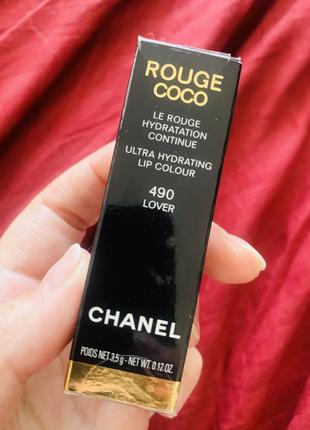 ROUGE
COCO
LE ROUGE
HYDRATATION
CONTINUE
ULTRA HYDRATING
LIP COLOUR
490
LOVER
CHANEL
POIDS NET 3,5 g - NET WT. 0.12 OZ.